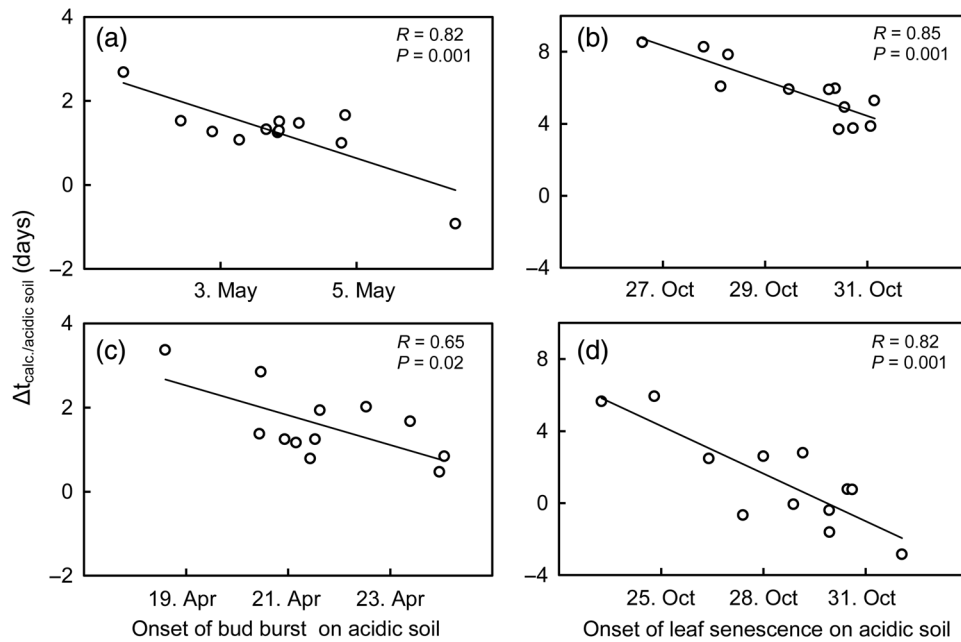 4
2
0
–2
(a)
R = 0.82
P = 0.001
3. May
5. May
8
4
0
–4
(b)
R = 0.85
P = 0.001
27. Oct
29. Oct
31. Oct
Δtcalc./acidic soil (days)
4
2
0
–2
(c)
R = 0.65
P = 0.02
19. Apr
21. Apr
23. Apr
Onset of bud burst on acidic soil
8
4
0
–4
(d)
R = 0.82
P = 0.001
25. Oct
28. Oct
31. Oct
Onset of leaf senescence on acidic soil